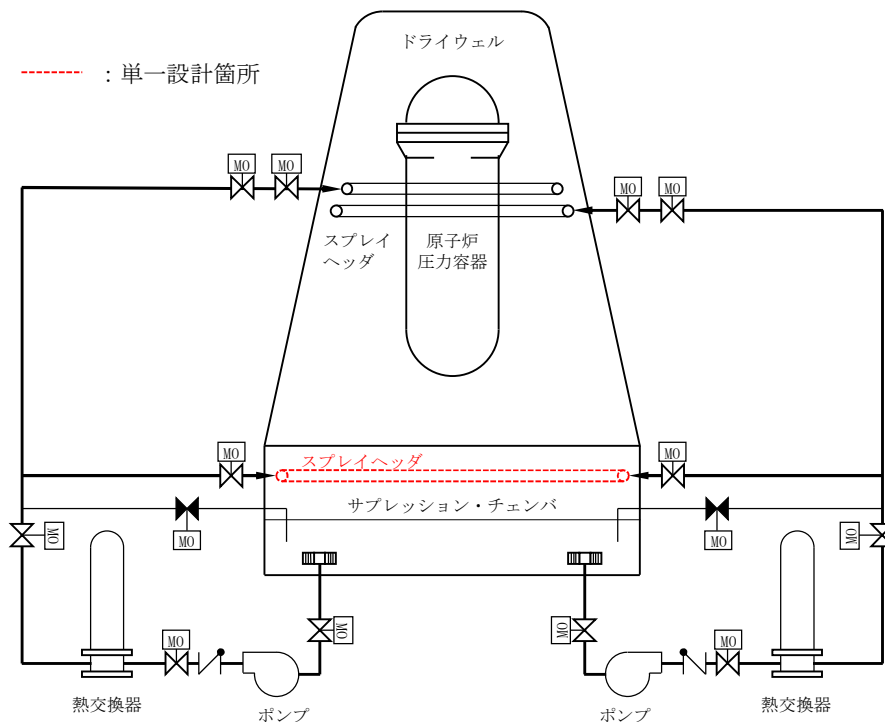 ドライウェル
：単一設計箇所
MO
MO
MO
MO
スプレイ
ヘッダ
原子炉
圧力容器
MO
スプレイヘッダ
MO
サプレッション・チェンバ
MO
MO
MO
MO
MO
MO
MO
MO
熱交換器
ポンプ
ポンプ
熱交換器